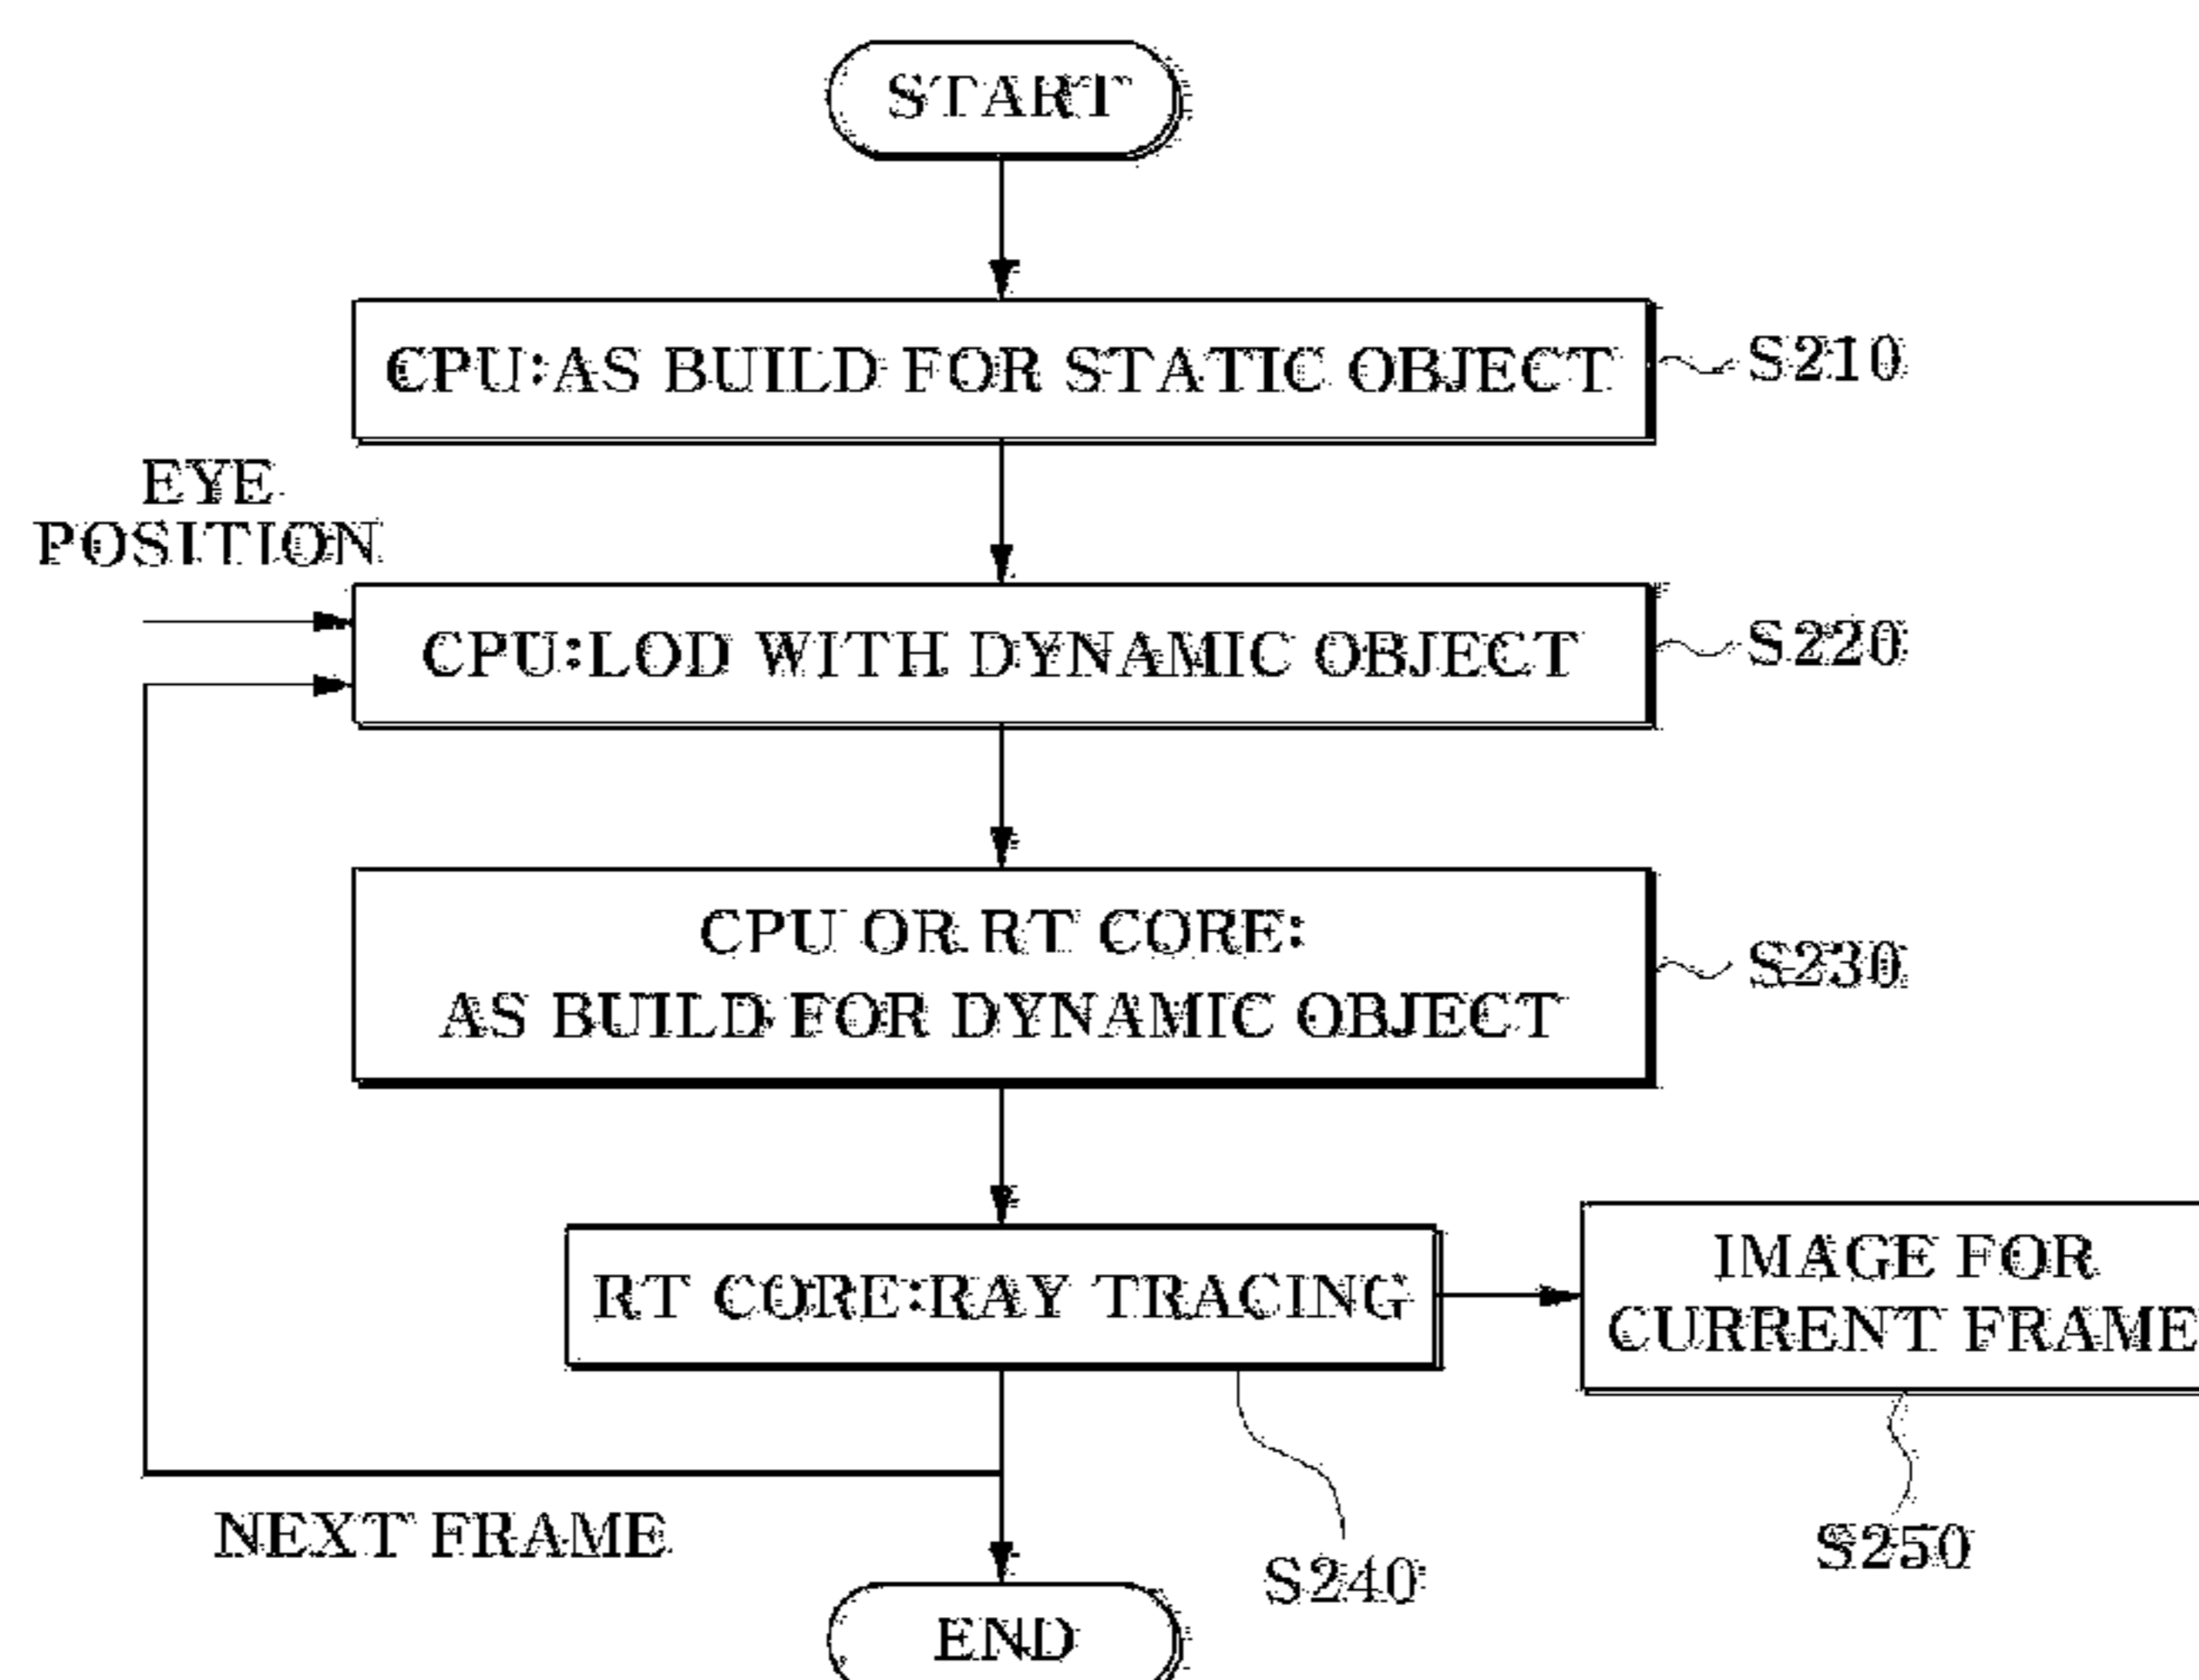 START
CPU:AS BUILD FOR STATIC OBJECT
S210
EYE
POSITION
CPU:LOD WITH DYNAMIC OBJECT
S220
CPU OR RT CORE:
AS BUILD FOR DYNAMIC OBJECT
S230
RT CORE:RAY TRACING
IMAGE FOR
CURRENT FRAME
NEXT FRAME
S240
S250
END